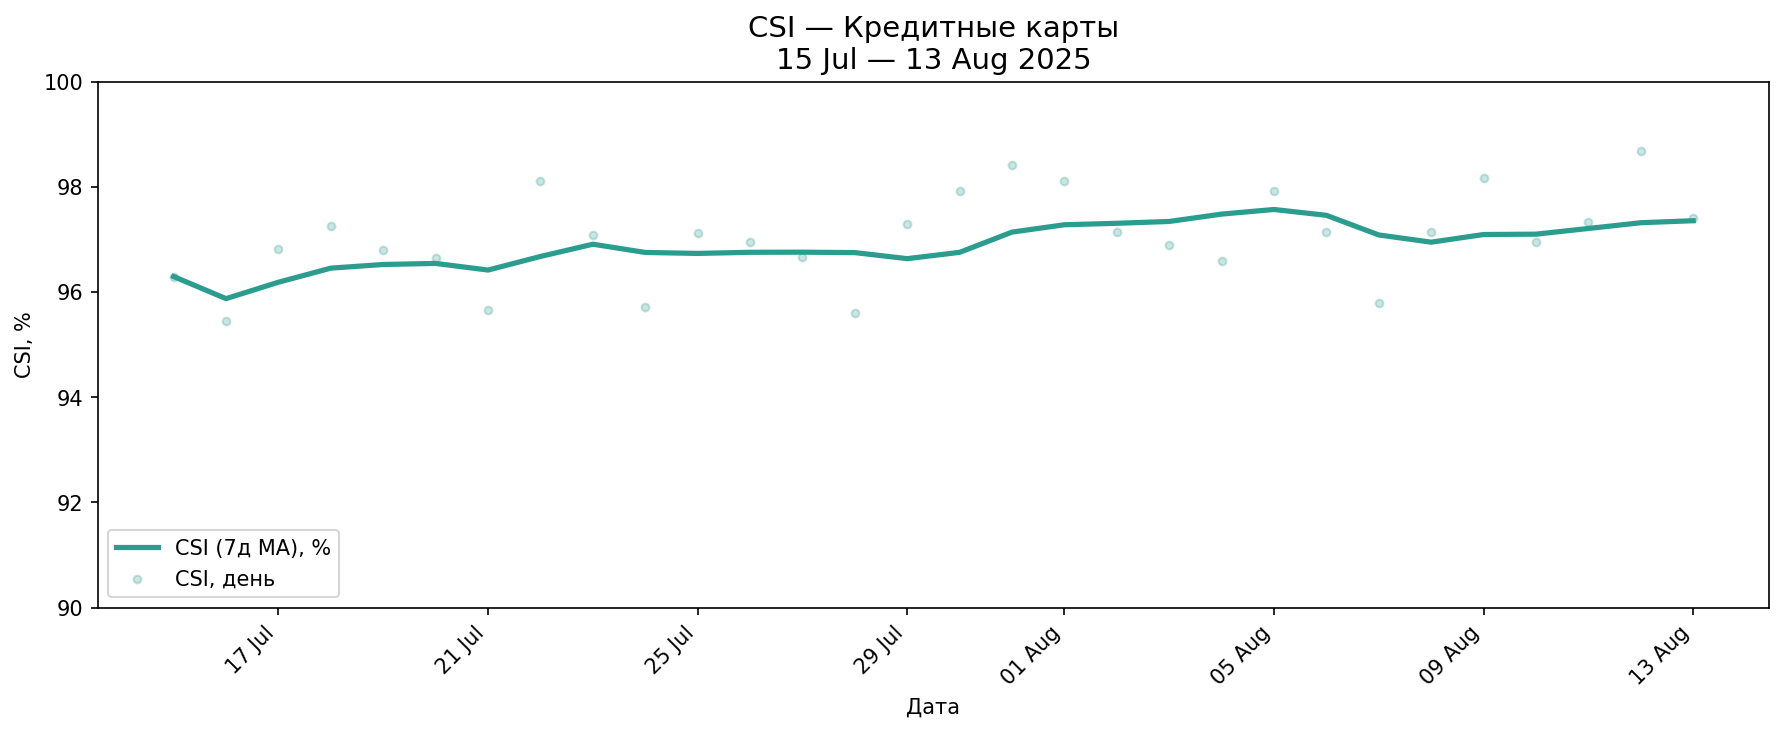 CSI — Кредитные карты
15 Jul — 13 Aug 2025
100
98
96
94
92
90
CSI, %
CSI (7д MA), %
CSI, день
17 Jul
21 Jul
25 Jul
29 Jul
01 Aug
05 Aug
09 Aug
13 Aug
Дата